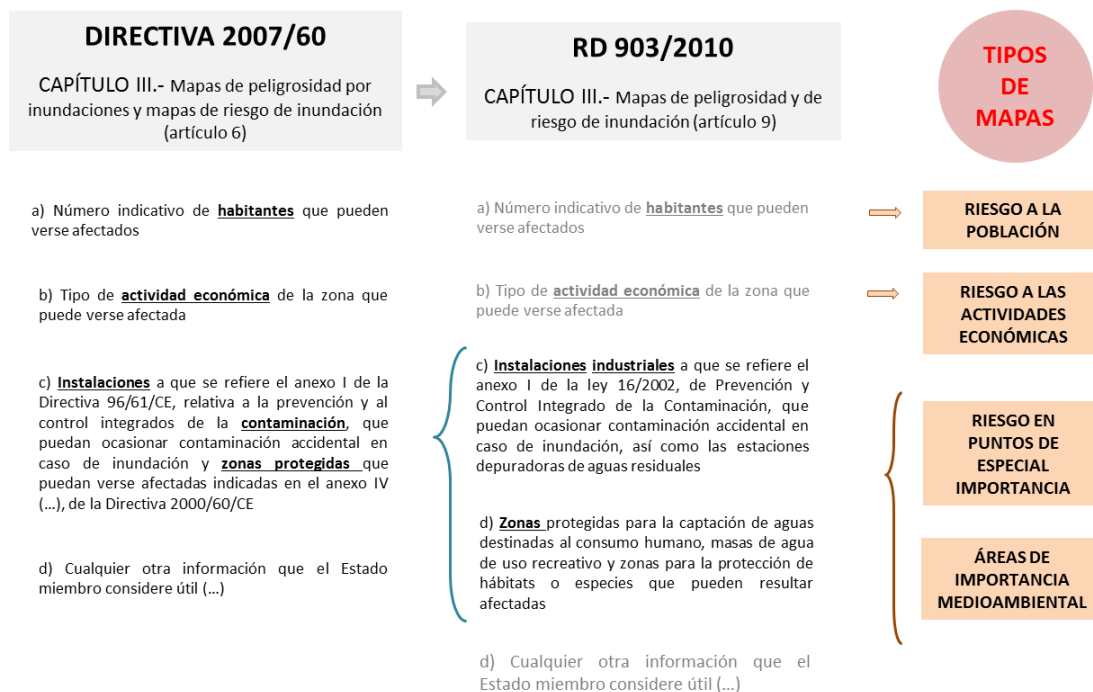 DIRECTIVA 2007/60
CAPÍTULO III.- Mapas de peligrosidad por
inundaciones y mapas de riesgo de inundación
(artículo 6)
RD 903/2010
CAPÍTULO III.- Mapas de peligrosidad y de
riesgo de inundación (artículo 9)
TIPOS
DE
MAPAS
a) Número indicativo de habitantes que pueden
verse afectados
a) Número indicativo de habitantes que pueden
verse afectados
RIESGO A LA
POBLACIÓN
b) Tipo de actividad económica de la zona que
puede verse afectada
b) Tipo de actividad económica de la zona que
puede verse afectada
RIESGO A LAS
ACTIVIDADES
ECONÓMICAS
c) Instalaciones a que se refiere el anexo I de la
Directiva 96/61/CE, relativa a la prevención y al
control integrados de la contaminación, que
puedan ocasionar contaminación accidental en
caso de inundación y zonas protegidas que
puedan verse afectadas indicadas en el anexo IV
(...), de la Directiva 2000/60/CE
c) Instalaciones industriales a que se refiere el
anexo I de la ley 16/2002, de Prevención y
Control Integrado de la Contaminación, que
puedan ocasionar contaminación accidental en
caso de inundación, así como las estaciones
depuradoras de aguas residuales
RIESGO EN
PUNTOS DE
ESPECIAL
IMPORTANCIA
d) Cualquier otra información que el Estado
miembro considere útil (...)
d) Zonas protegidas para la captación de aguas
destinadas al consumo humano, masas de agua
de uso recreativo y zonas para la protección de
hábitats o especies que pueden resultar
afectadas
ÁREAS DE
IMPORTANCIA
MEDIOAMBIENTAL
d) Cualquier otra información que el
Estado miembro considere útil (...)